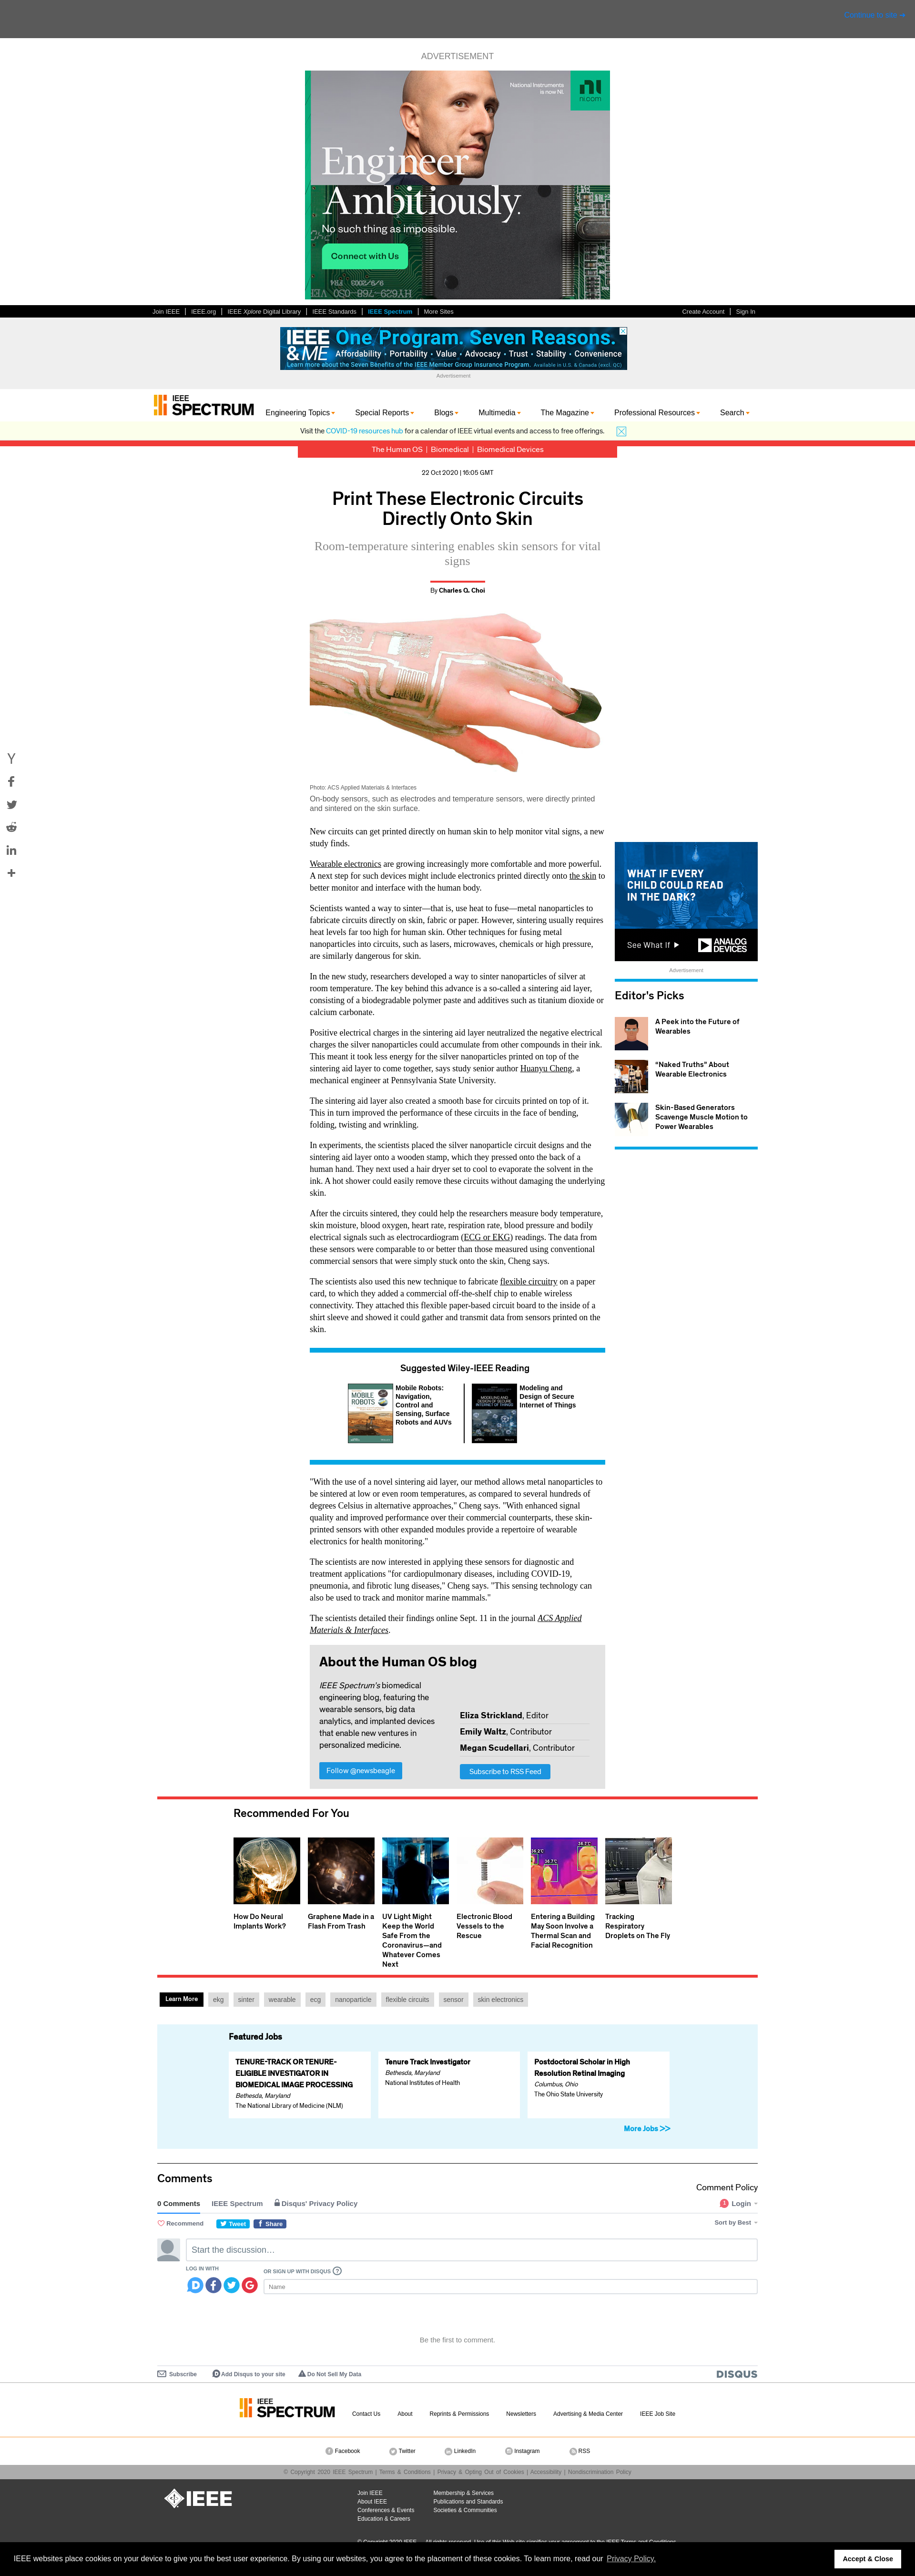 ADVERTISEMENT
National Instruments
is now NI.
Engineer
Ambitiously.
No such thing as impossible.
Connect with Us
Join IEEE | IEEE.org | IEEE Xplore Digital Library | IEEE Standards | IEEE Spectrum | More Sites
Create Account | Sign In
IEEE & ME One Program. Seven Reasons.
Affordability · Portability · Value · Advocacy · Trust · Stability · Convenience
Learn more about the Seven Benefits of the IEEE Member Group Insurance Program. Available in U.S. & Canada (excl. QC)
Advertisement
IEEE SPECTRUM
Engineering Topics Special Reports Blogs Multimedia The Magazine Professional Resources Search
Visit the COVID-19 resources hub for a calendar of IEEE virtual events and access to free offerings.
The Human OS | Biomedical | Biomedical Devices
22 Oct 2020 | 16:05 GMT
Print These Electronic Circuits
Directly Onto Skin
Room-temperature sintering enables skin sensors for vital
signs
By Charles Q. Choi
Photo: ACS Applied Materials & Interfaces
On-body sensors, such as electrodes and temperature sensors, were directly printed
and sintered on the skin surface.
New circuits can get printed directly on human skin to help monitor vital signs, a new
study finds.
Wearable electronics are growing increasingly more comfortable and more powerful.
A next step for such devices might include electronics printed directly onto the skin to
better monitor and interface with the human body.
Scientists wanted a way to sinter—that is, use heat to fuse—metal nanoparticles to
fabricate circuits directly on skin, fabric or paper. However, sintering usually requires
heat levels far too high for human skin. Other techniques for fusing metal
nanoparticles into circuits, such as lasers, microwaves, chemicals or high pressure,
are similarly dangerous for skin.
In the new study, researchers developed a way to sinter nanoparticles of silver at
room temperature. The key behind this advance is a so-called a sintering aid layer,
consisting of a biodegradable polymer paste and additives such as titanium dioxide or
calcium carbonate.
Positive electrical charges in the sintering aid layer neutralized the negative electrical
charges the silver nanoparticles could accumulate from other compounds in their ink.
This meant it took less energy for the silver nanoparticles printed on top of the
sintering aid layer to come together, says study senior author Huanyu Cheng, a
mechanical engineer at Pennsylvania State University.
The sintering aid layer also created a smooth base for circuits printed on top of it.
This in turn improved the performance of these circuits in the face of bending,
folding, twisting and wrinkling.
In experiments, the scientists placed the silver nanoparticle circuit designs and the
sintering aid layer onto a wooden stamp, which they pressed onto the back of a
human hand. They next used a hair dryer set to cool to evaporate the solvent in the
ink. A hot shower could easily remove these circuits without damaging the underlying
skin.
After the circuits sintered, they could help the researchers measure body temperature,
skin moisture, blood oxygen, heart rate, respiration rate, blood pressure and bodily
electrical signals such as electrocardiogram (ECG or EKG) readings. The data from
these sensors were comparable to or better than those measured using conventional
commercial sensors that were simply stuck onto the skin, Cheng says.
The scientists also used this new technique to fabricate flexible circuitry on a paper
card, to which they added a commercial off-the-shelf chip to enable wireless
connectivity. They attached this flexible paper-based circuit board to the inside of a
shirt sleeve and showed it could gather and transmit data from sensors printed on the
skin.
WHAT IF EVERY
CHILD COULD READ
IN THE DARK?
See What If
ANALOG
DEVICES
Advertisement
Editor's Picks
A Peek into the Future of
Wearables
“Naked Truths” About
Wearable Electronics
Skin-Based Generators
Scavenge Muscle Motion to
Power Wearables
Suggested Wiley-IEEE Reading
MOBILE
ROBOTS
Mobile Robots:
Navigation,
Control and
Sensing, Surface
Robots and AUVs
Modeling and
Design of Secure
Internet of Things
"With the use of a novel sintering aid layer, our method allows metal nanoparticles to
be sintered at low or even room temperatures, as compared to several hundreds of
degrees Celsius in alternative approaches," Cheng says. "With enhanced signal
quality and improved performance over their commercial counterparts, these skin-
printed sensors with other expanded modules provide a repertoire of wearable
electronics for health monitoring."
The scientists are now interested in applying these sensors for diagnostic and
treatment applications "for cardiopulmonary diseases, including COVID-19,
pneumonia, and fibrotic lung diseases," Cheng says. "This sensing technology can
also be used to track and monitor marine mammals."
The scientists detailed their findings online Sept. 11 in the journal ACS Applied
Materials & Interfaces.
About the Human OS blog
IEEE Spectrum's biomedical
engineering blog, featuring the
wearable sensors, big data
analytics, and implanted devices
that enable new ventures in
personalized medicine.
Follow @newsbeagle
Eliza Strickland, Editor
Emily Waltz, Contributor
Megan Scudellari, Contributor
Subscribe to RSS Feed
Recommended For You
How Do Neural
Implants Work?
Graphene Made in a
Flash From Trash
UV Light Might
Keep the World
Safe From the
Coronavirus—and
Whatever Comes
Next
Electronic Blood
Vessels to the
Rescue
Entering a Building
May Soon Involve a
Thermal Scan and
Facial Recognition
Tracking
Respiratory
Droplets on The Fly
Learn More ekg sinter wearable ecg nanoparticle flexible circuits sensor skin electronics
Featured Jobs
TENURE-TRACK OR TENURE-
ELIGIBLE INVESTIGATOR IN
BIOMEDICAL IMAGE PROCESSING
Bethesda, Maryland
The National Library of Medicine (NLM)
Tenure Track Investigator
Bethesda, Maryland
National Institutes of Health
Postdoctoral Scholar in High
Resolution Retinal Imaging
Columbus, Ohio
The Ohio State University
More Jobs >>
Comments
Comment Policy
0 Comments IEEE Spectrum Disqus' Privacy Policy
1 Login
Recommend Tweet Share
Sort by Best
Start the discussion…
LOG IN WITH
OR SIGN UP WITH DISQUS ?
Name
Be the first to comment.
Subscribe Add Disqus to your site Do Not Sell My Data
DISQUS
IEEE SPECTRUM
Contact Us About Reprints & Permissions Newsletters Advertising & Media Center IEEE Job Site
Facebook Twitter LinkedIn Instagram RSS
© Copyright 2020 IEEE Spectrum | Terms & Conditions | Privacy & Opting Out of Cookies | Accessibility | Nondiscrimination Policy
IEEE
Join IEEE
About IEEE
Conferences & Events
Education & Careers
Membership & Services
Publications and Standards
Societies & Communities
© Copyright 2020 IEEE – All rights reserved. Use of this Web site signifies your agreement to the IEEE Terms and Conditions.
IEEE websites place cookies on your device to give you the best user experience. By using our websites, you agree to the placement of these cookies. To learn more, read our Privacy Policy.
Accept & Close